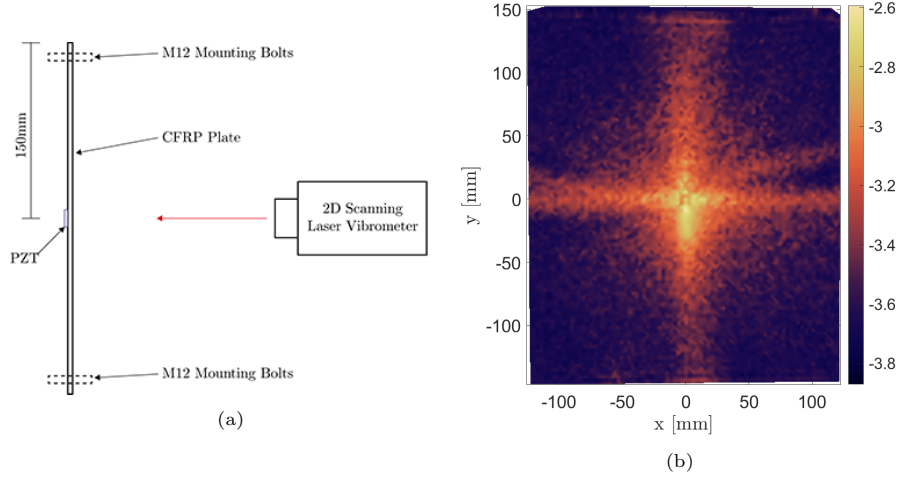 M12 Mounting Bolts
150mm
CFRP Plate
2D Scanning
Laser Vibrometer
PZT
M12 Mounting Bolts
(a)
150
100
50
0
-50
-100
y [mm]
-100 -50 0 50 100
x [mm]
-2.6
-2.8
-3
-3.2
-3.4
-3.6
-3.8
(b)